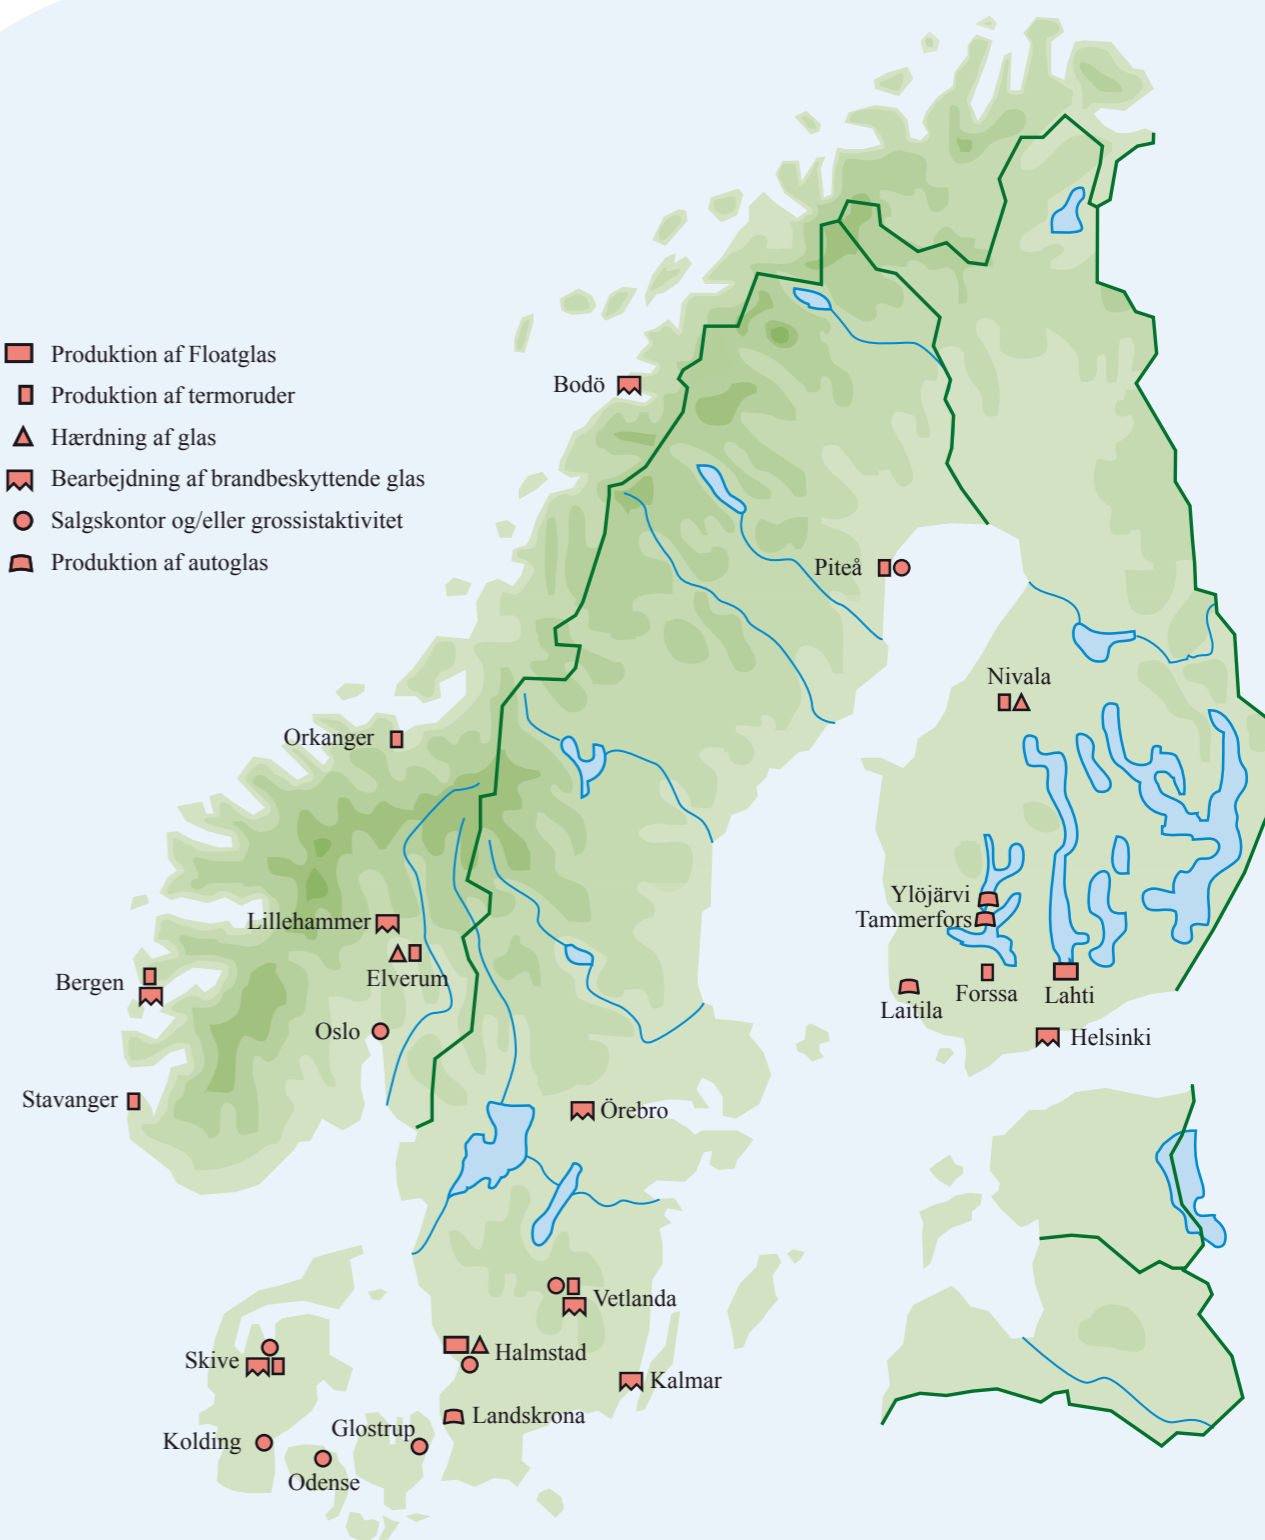 Produktion af Floatglas
Produktion af termoruder
Hærdning af glas
Bearbejdning af brandbeskyttende glas
Salgskontor og/eller grossistaktivitet
Produktion af autoglas
Bodö
Piteå
Nivala
Orkanger
Ylöjärvi
Tammerfors
Lillehammer
Elverum
Bergen
Forssa
Lahti
Laitila
Oslo
Helsinki
Stavanger
Örebro
Vetlanda
Halmstad
Skive
Kalmar
Landskrona
Glostrup
Kolding
Odense